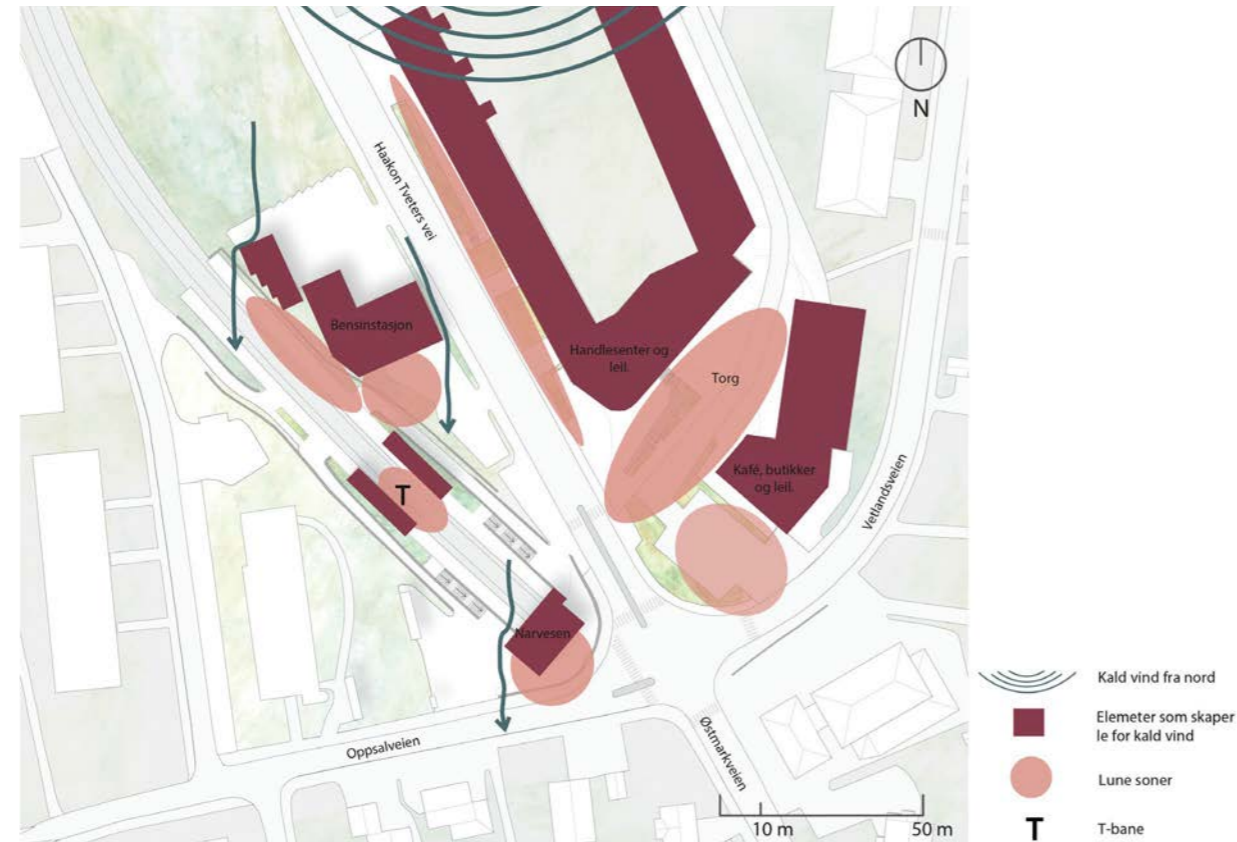 N
Haakon Tveters vei
Bensinstasjon
Handlesenter og
leil.
Torg
Kafé, butikker
og leil.
Vetlandsveien
T
Narvesen
Oppsalveien
Østmarkveien
10 m
50 m
Kald vind fra nord
Elemeter som skaper
le for kald vind
Lune soner
T
T-bane